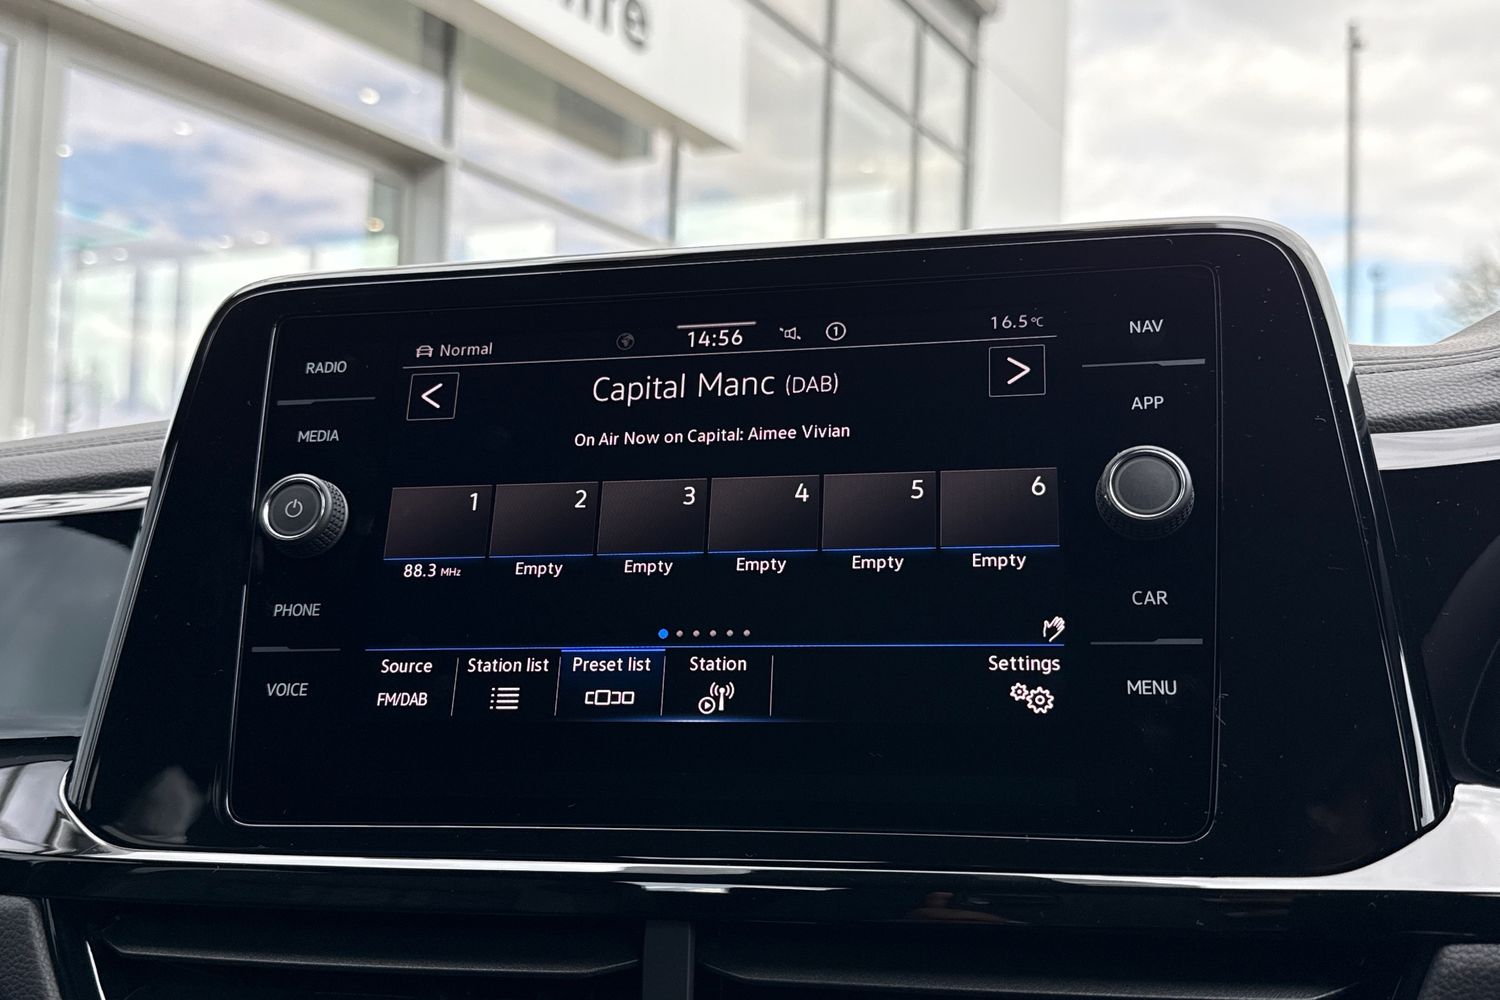 RADIO
MEDIA
PHONE
VOICE
Normal
14:56
1
16.5°C
<
Capital Manc (DAB)
>
On Air Now on Capital: Aimee Vivian
1 2 3 4 5 6
88.3 MHz Empty Empty Empty Empty Empty
Source Station list Preset list Station Settings
FM/DAB
NAV
APP
CAR
MENU